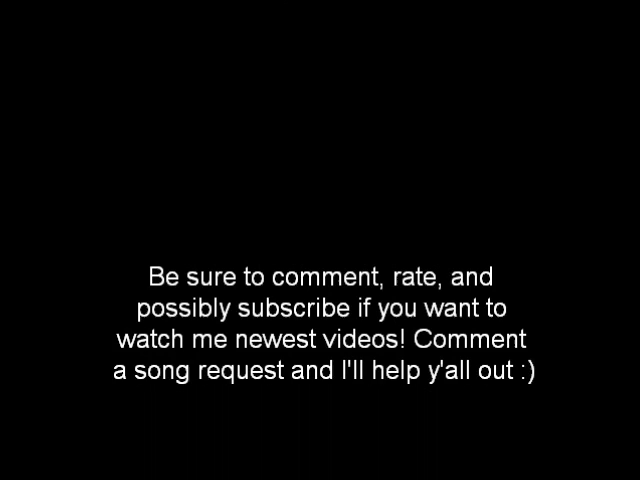 Be sure to comment, rate, and
possibly subscribe if you want to
watch me newest videos! Comment
a song request and I'll help y'all out :)